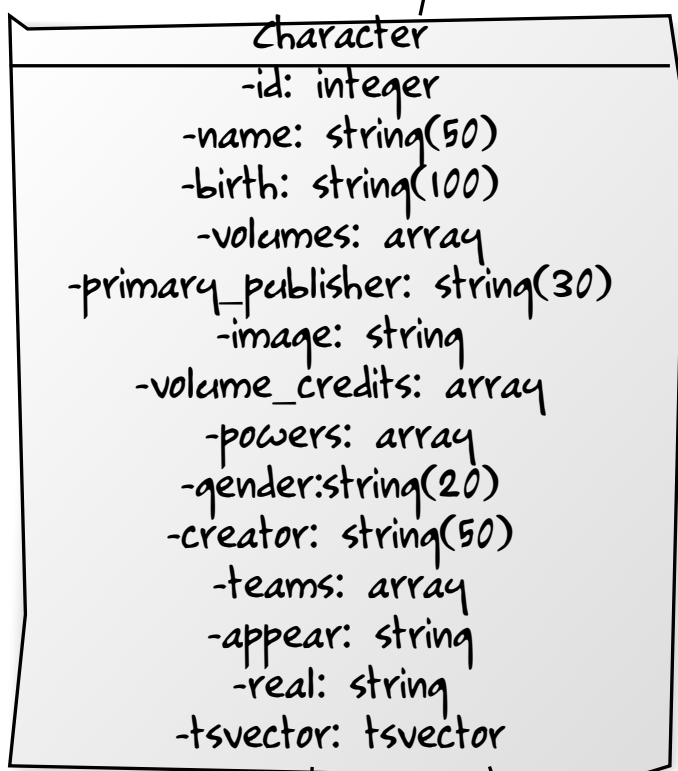 Character
-id: integer
-name: string(50)
-birth: string(100)
-volumes: array
-primary_publisher: string(30)
-image: string
-volume_credits: array
-powers: array
-gender:string(20)
-creator: string(50)
-teams: array
-appear: string
-real: string
-tsvector: tsvector